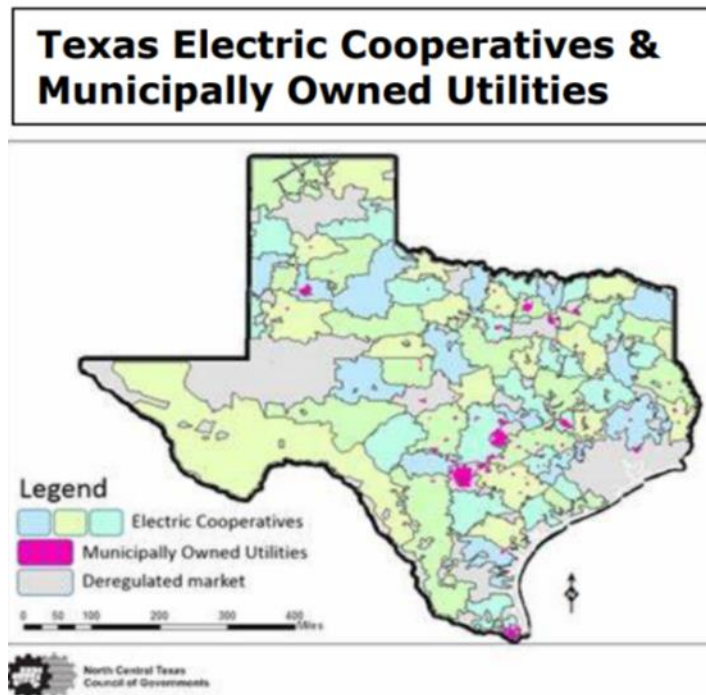 Texas Electric Cooperatives &
Municipally Owned Utilities
Legend
Electric Cooperatives
Municipally Owned Utilities
Deregulated market
0 50 100 200 300 400
Miles
North Central Texas
Council of Governments